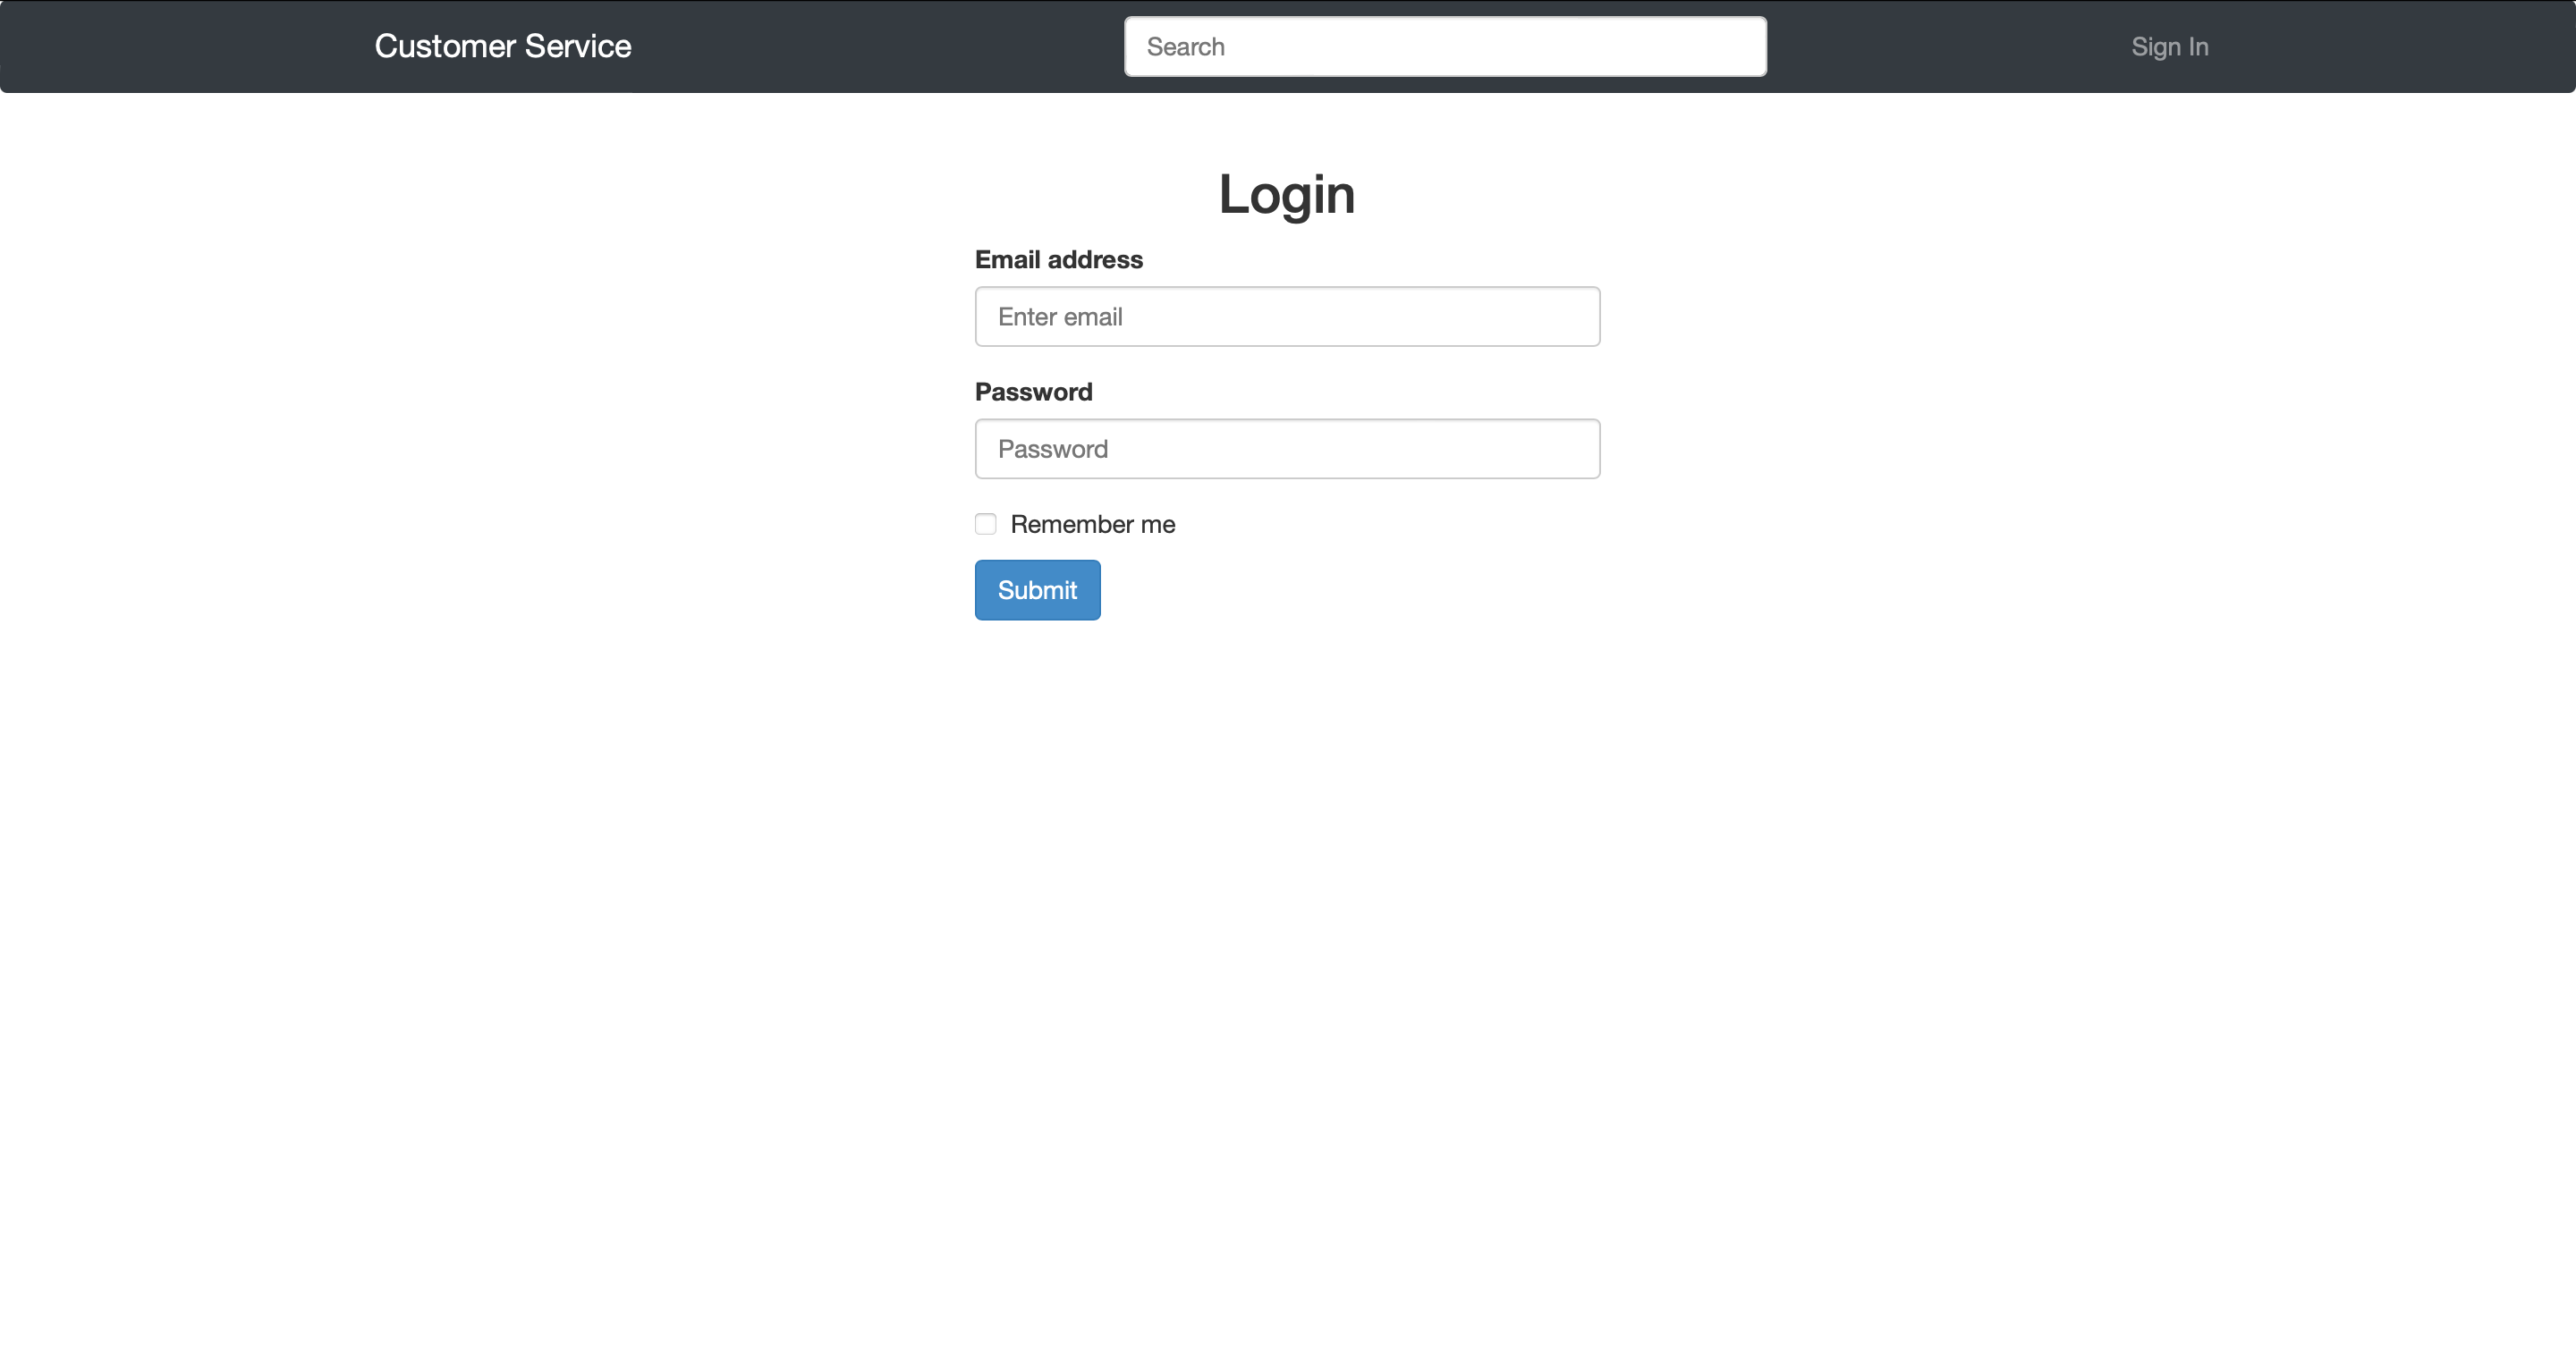 Customer Service
Search
Sign In
Login
Email address
Enter email
Password
Password
Remember me
Submit